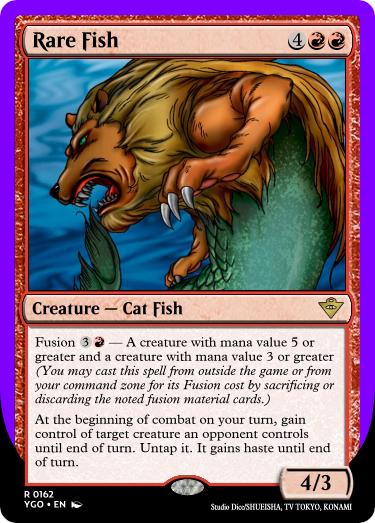 Rare Fish 4
Creature — Cat Fish
Fusion 3 — A creature with mana value 5 or
greater and a creature with mana value 3 or greater
(You may cast this spell from outside the game or from
your command zone for its Fusion cost by sacrificing or
discarding the noted fusion material cards.)
At the beginning of combat on your turn, gain
control of target creature an opponent controls
until end of turn. Untap it. It gains haste until
end of turn.
4/3
R 0162
YGO • EN
Studio Dice/SHUEISHA, TV TOKYO, KONAMI